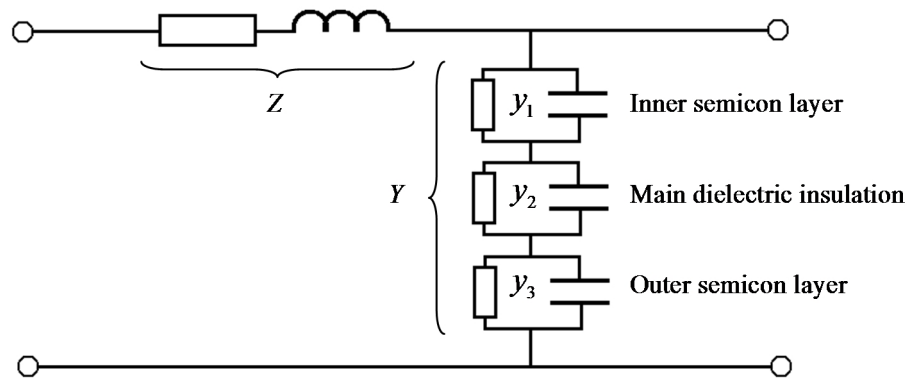 Z
Y
y1
Inner semicon layer
y2
Main dielectric insulation
y3
Outer semicon layer